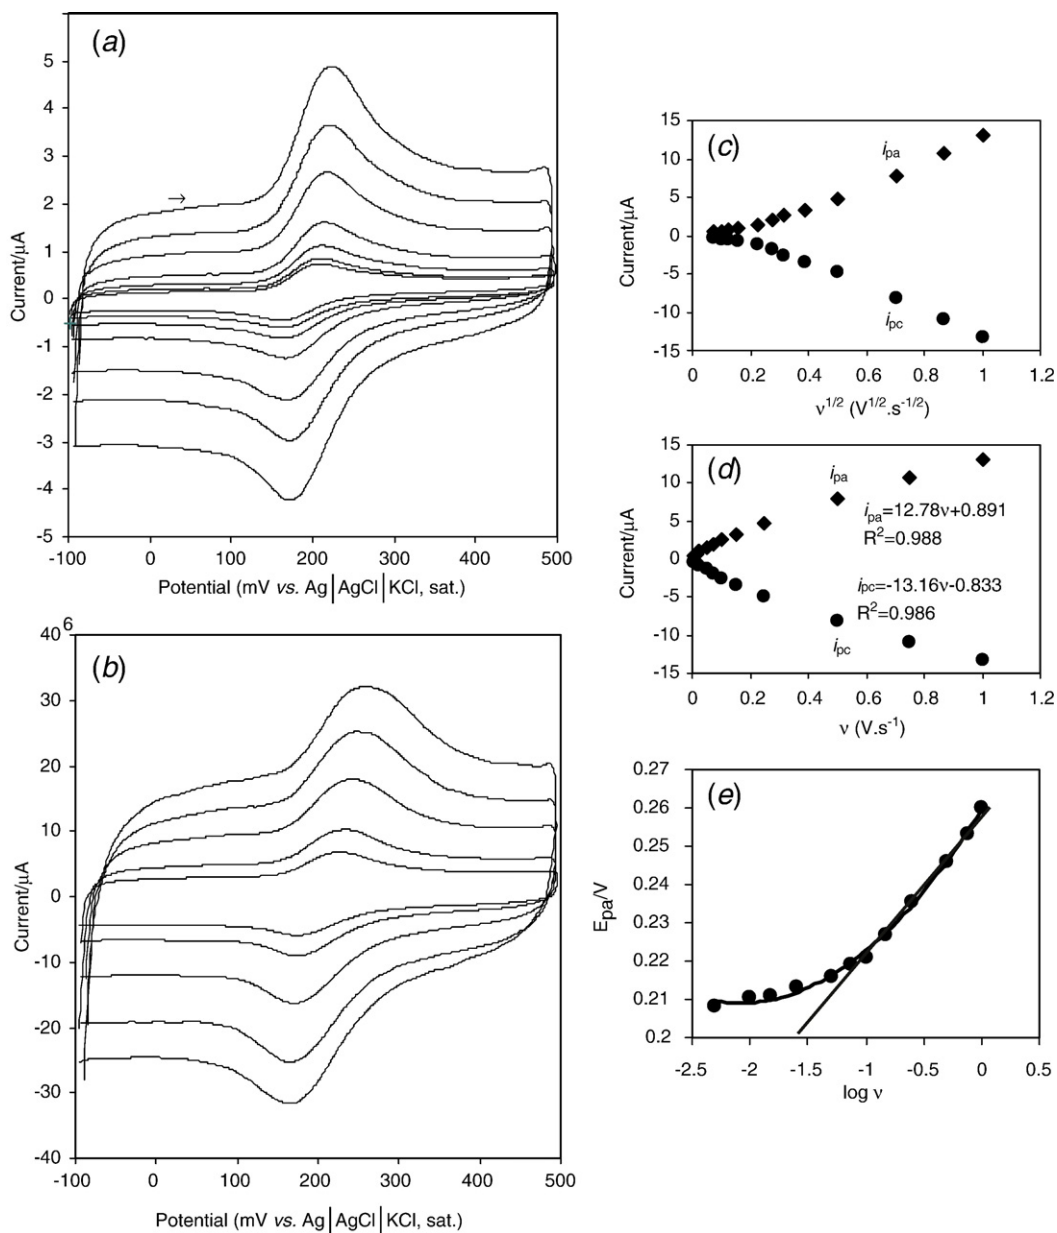 (a)
6
5
4
3
2
1
0
-1
-2
-3
-4
-5
Current/μA
→
-100 0 100 200 300 400 500
Potential (mV vs. Ag|AgCl|KCl, sat.)
(b)
40
30
20
10
0
-10
-20
-30
-40
Current/μA
-100 0 100 200 300 400 500
Potential (mV vs. Ag|AgCl|KCl, sat.)
(c)
15
10
5
0
-5
-10
-15
Current/μA
ipa
ipc
0 0.2 0.4 0.6 0.8 1 1.2
ν1/2 (V1/2.s-1/2)
(d)
15
10
5
0
-5
-10
-15
Current/μA
ipa
ipa=12.78ν+0.891
R2=0.988
ipc=-13.16ν-0.833
R2=0.986
ipc
0 0.2 0.4 0.6 0.8 1 1.2
ν (V.s-1)
(e)
0.27
0.26
0.25
0.24
0.23
0.22
0.21
0.2
Epa/V
-2.5 -2 -1.5 -1 -0.5 0 0.5
log ν